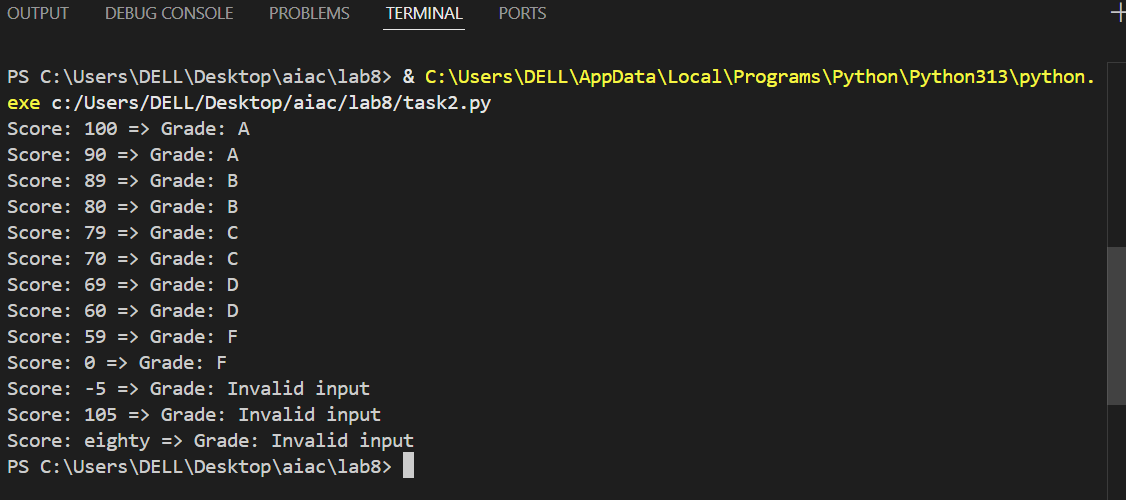 OUTPUT DEBUG CONSOLE PROBLEMS TERMINAL PORTS
PS C:\Users\DELL\Desktop\aiac\lab8> & C:\Users\DELL\AppData\Local\Programs\Python\Python313\python.
exe c:/Users/DELL/Desktop/aiac/lab8/task2.py
Score: 100 => Grade: A
Score: 90 => Grade: A
Score: 89 => Grade: B
Score: 80 => Grade: B
Score: 79 => Grade: C
Score: 70 => Grade: C
Score: 69 => Grade: D
Score: 60 => Grade: D
Score: 59 => Grade: F
Score: 0 => Grade: F
Score: -5 => Grade: Invalid input
Score: 105 => Grade: Invalid input
Score: eighty => Grade: Invalid input
PS C:\Users\DELL\Desktop\aiac\lab8>